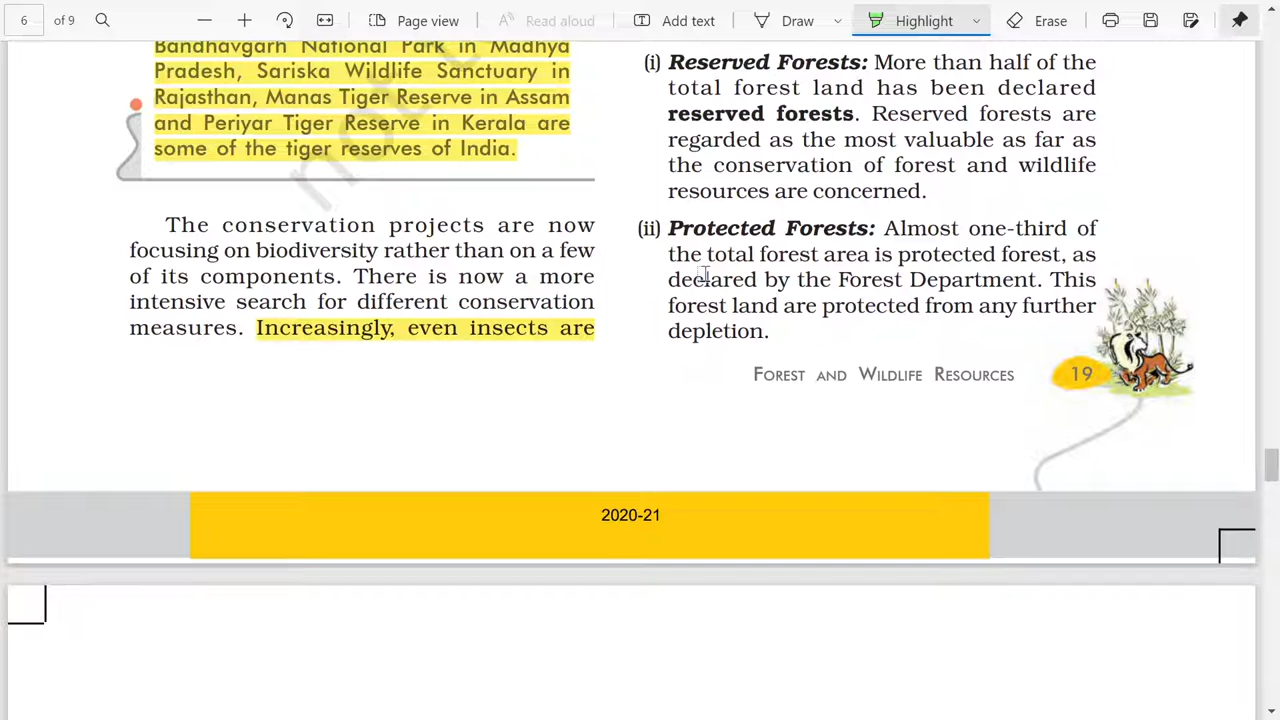 6 of 9 Page view Read aloud Add text Draw Highlight Erase
Bandhavgarh National Park in Madhya
Pradesh, Sariska Wildlife Sanctuary in
Rajasthan, Manas Tiger Reserve in Assam
and Periyar Tiger Reserve in Kerala are
some of the tiger reserves of India.
The conservation projects are now
focusing on biodiversity rather than on a few
of its components. There is now a more
intensive search for different conservation
measures. Increasingly, even insects are
(i) Reserved Forests: More than half of the
total forest land has been declared
reserved forests. Reserved forests are
regarded as the most valuable as far as
the conservation of forest and wildlife
resources are concerned.
(ii) Protected Forests: Almost one-third of
the total forest area is protected forest, as
declared by the Forest Department. This
forest land are protected from any further
depletion.
FOREST AND WILDLIFE RESOURCES 19
2020-21